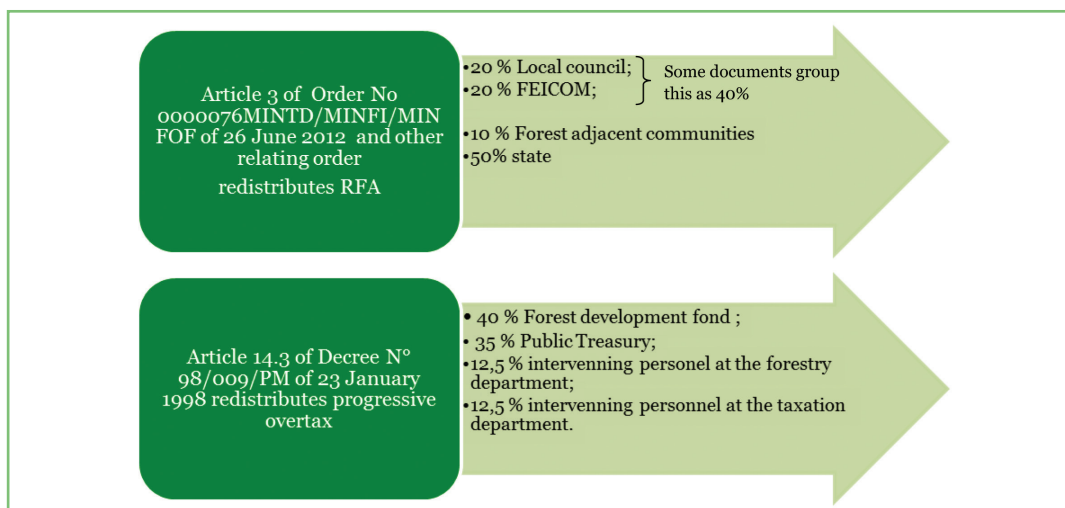 Article 3 of Order No
0000076MINTD/MINFI/MIN
FOF of 26 June 2012 and other
relating order
redistributes RFA
•20 % Local council;
•20 % FEICOM;
Some documents group
this as 40%
•10 % Forest adjacent communities
•50% state
Article 14.3 of Decree N°
98/009/PM of 23 January
1998 redistributes progressive
overtax
• 40 % Forest development fond ;
• 35 % Public Treasury;
•12,5 % intervenning personel at the forestry
department;
•12,5 % intervenning personnel at the taxation
department.